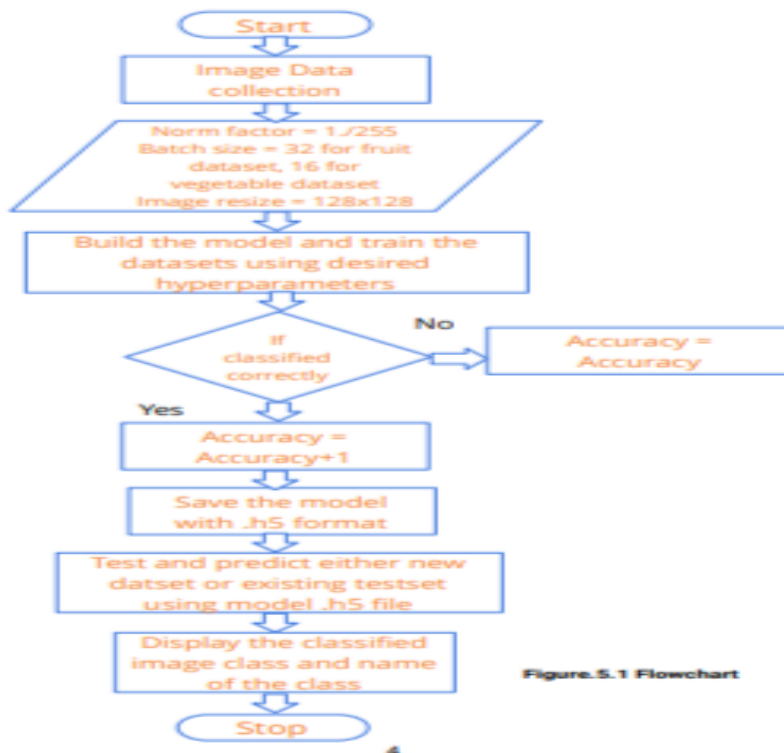 Start
Image Data
collection
Norm factor = 1./255
Batch size = 32 for fruit
dataset, 16 for
vegetable dataset
Image resize = 128x128
Build the model and train the
datasets using desired
hyperparameters
If
classified
correctly
No
Accuracy =
Accuracy
Yes
Accuracy =
Accuracy+1
Save the model
with .h5 format
Test and predict either new
datset or existing testset
using model .h5 file
Display the classified
image class and name
of the class
Figure.5.1 Flowchart
Stop
4